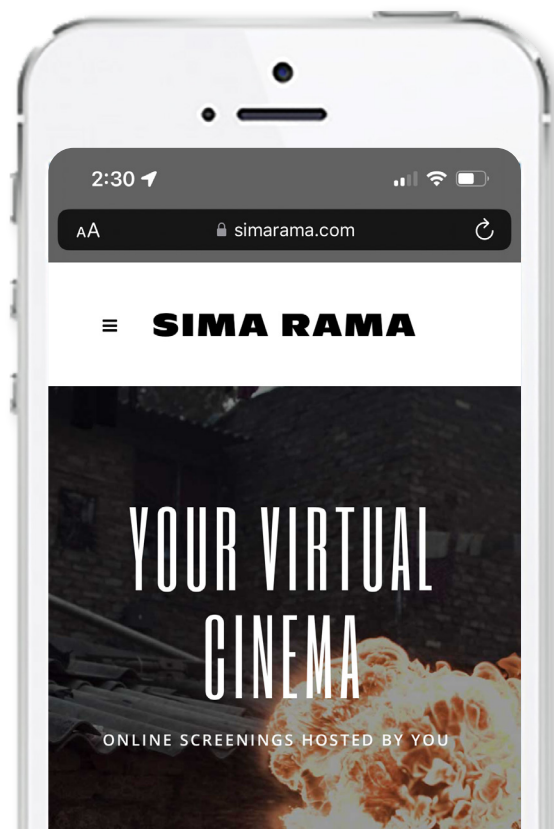 2:30
AA simarama.com
SIMA RAMA
YOUR VIRTUAL
CINEMA
ONLINE SCREENINGS HOSTED BY YOU